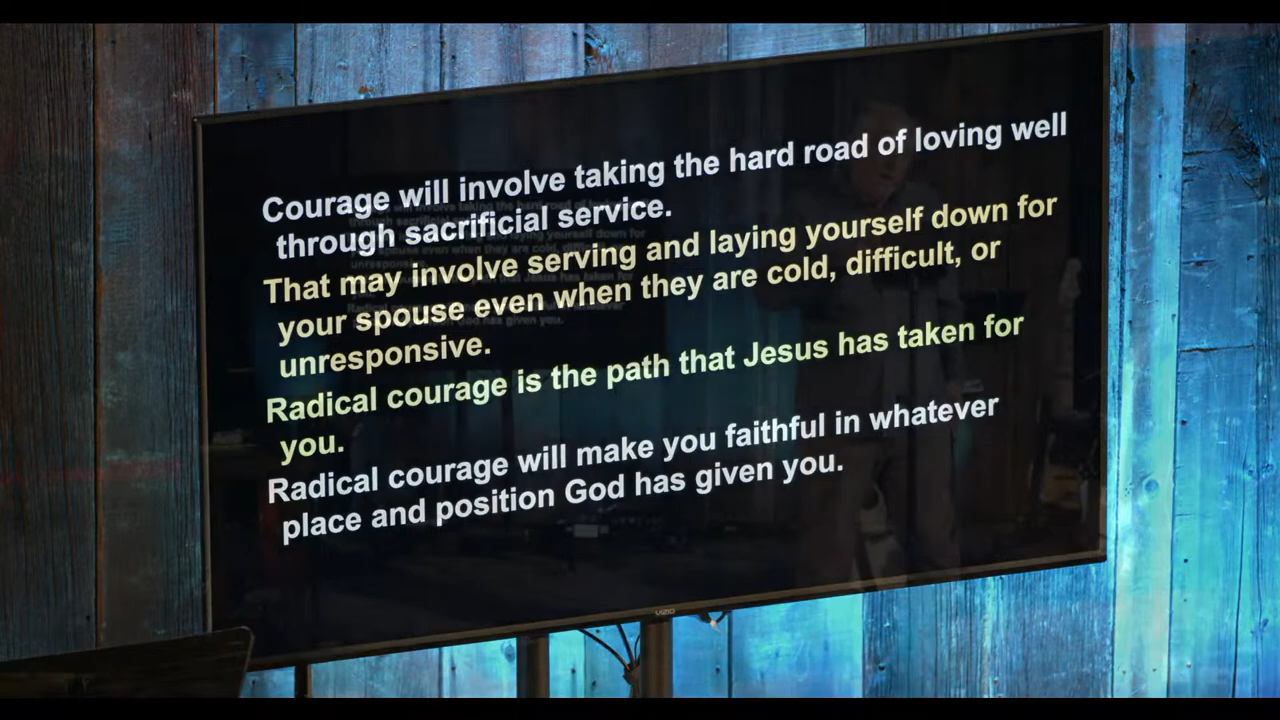 Courage will involve taking the hard road of loving well
through sacrificial service.
That may involve serving and laying yourself down for
your spouse even when they are cold, difficult, or
unresponsive.
Radical courage is the path that Jesus has taken for
you.
Radical courage will make you faithful in whatever
place and position God has given you.
VIZIO